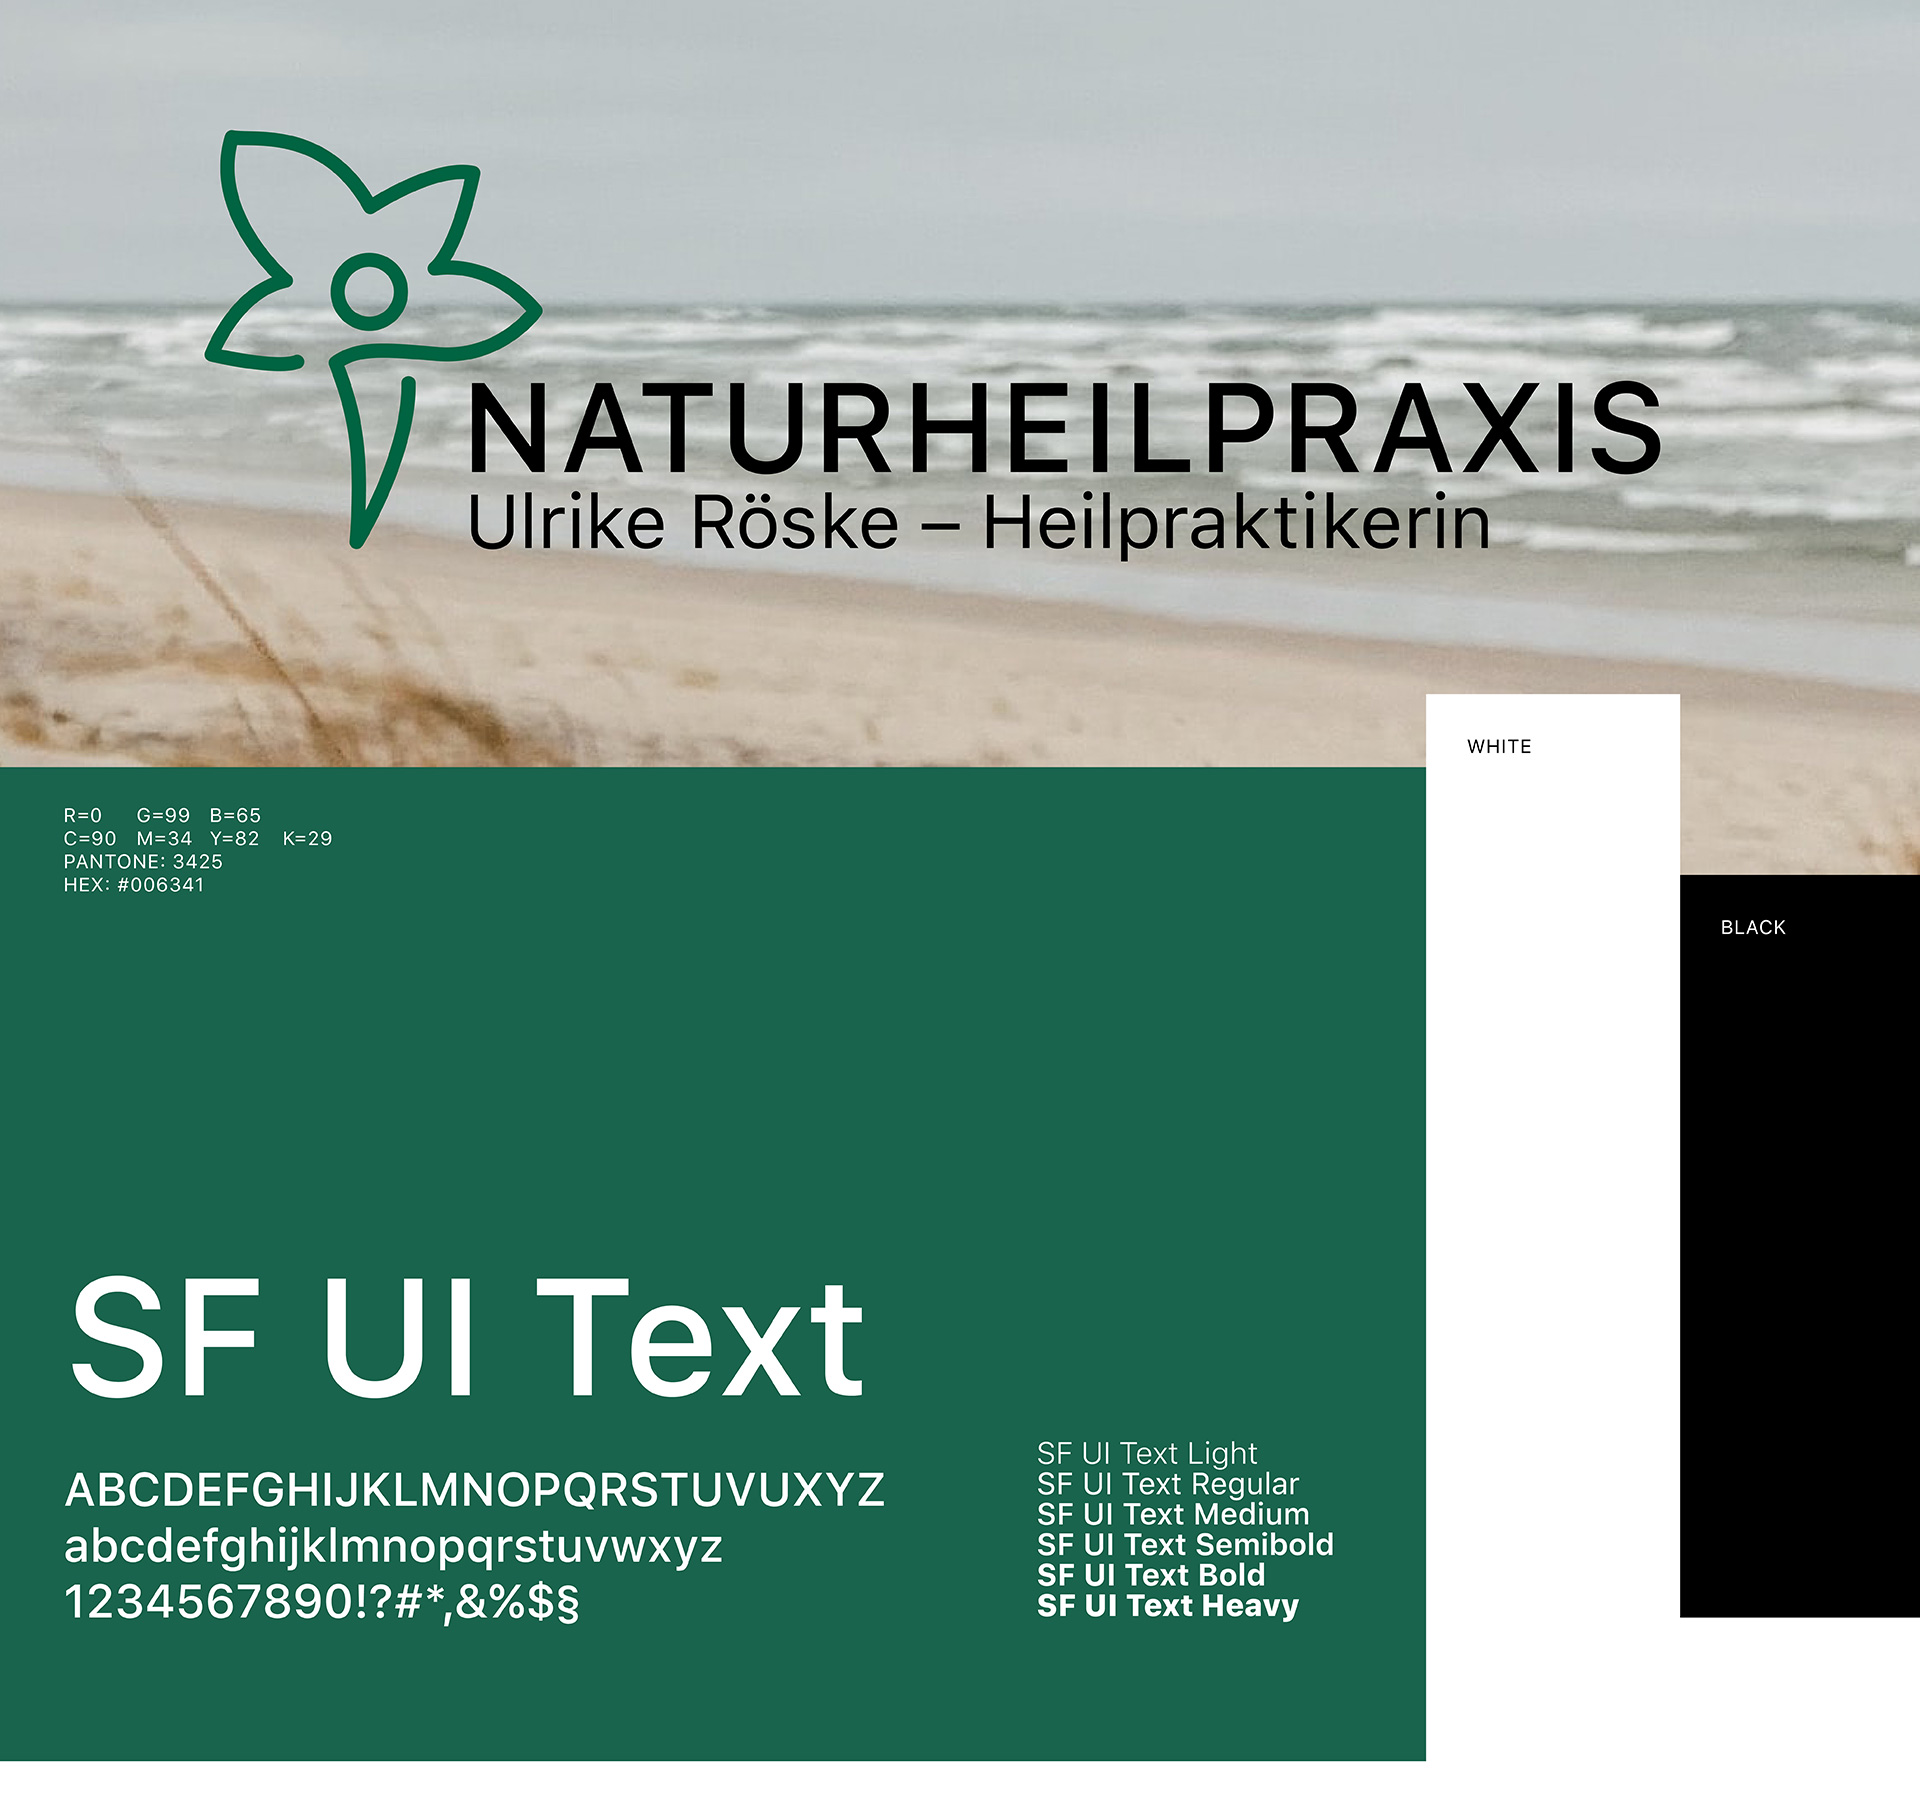 NATURHEILPRAXIS
Ulrike Röske – Heilpraktikerin
WHITE
R=0 G=99 B=65
C=90 M=34 Y=82 K=29
PANTONE: 3425
HEX: #006341
BLACK
SF UI Text
ABCDEFGHIJKLMNOPQRSTUVUXYZ
abcdefghijklmnopqrstuvwxyz
1234567890!?#*,&%$§
SF UI Text Light
SF UI Text Regular
SF UI Text Medium
SF UI Text Semibold
SF UI Text Bold
SF UI Text Heavy